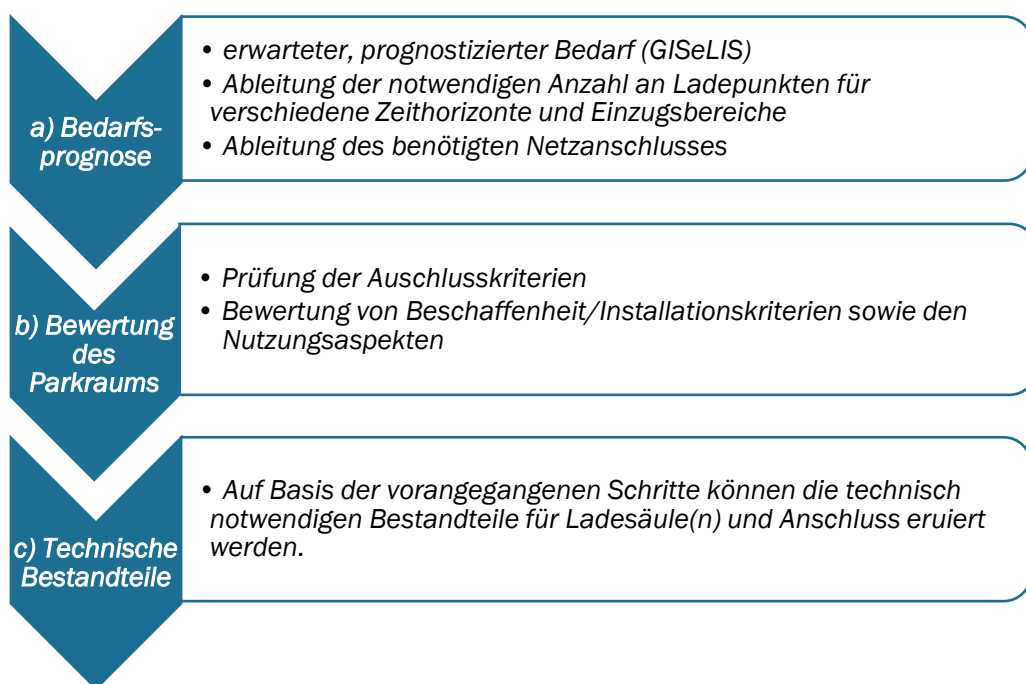 a) Bedarfs-
prognose
• erwarteter, prognostizierter Bedarf (GISeLIS)
• Ableitung der notwendigen Anzahl an Ladepunkten für
verschiedene Zeithorizonte und Einzugsbereiche
• Ableitung des benötigten Netzanschlusses
b) Bewertung
des
Parkraums
• Prüfung der Auschlusskriterien
• Bewertung von Beschaffenheit/Installationskriterien sowie den
Nutzungsaspekten
c) Technische
Bestandteile
• Auf Basis der vorangegangenen Schritte können die technisch
notwendigen Bestandteile für Ladesäule(n) und Anschluss eruiert
werden.